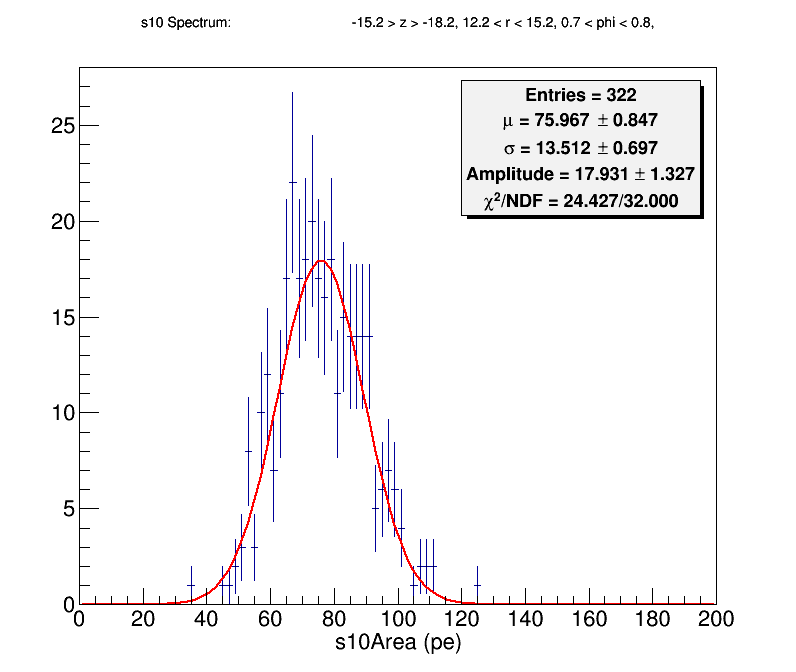 s10 Spectrum: -15.2 > z > -18.2, 12.2 < r < 15.2, 0.7 < phi < 0.8,
Entries = 322
μ = 75.967 ± 0.847
σ = 13.512 ± 0.697
Amplitude = 17.931 ± 1.327
χ²/NDF = 24.427/32.000
25
20
15
10
5
0
0 20 40 60 80 100 120 140 160 180 200
s10Area (pe)